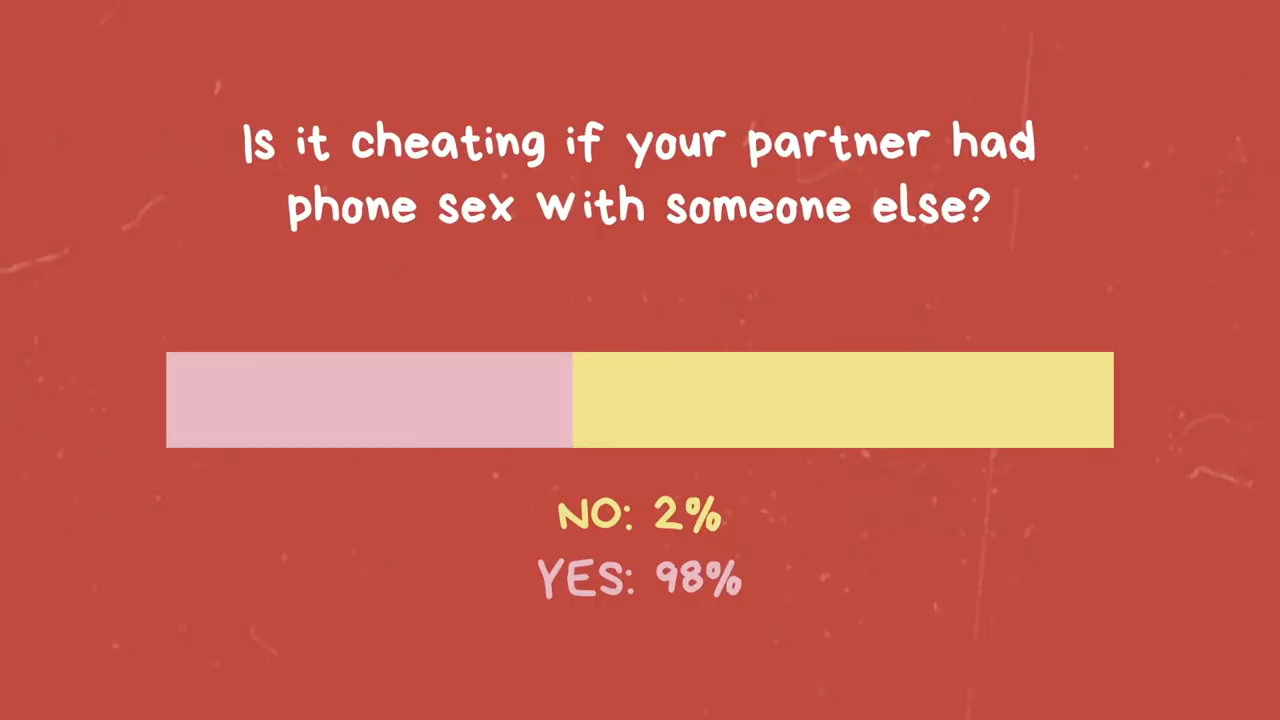 Is it cheating if your partner had
phone sex with someone else?
NO: 2%
YES: 98%